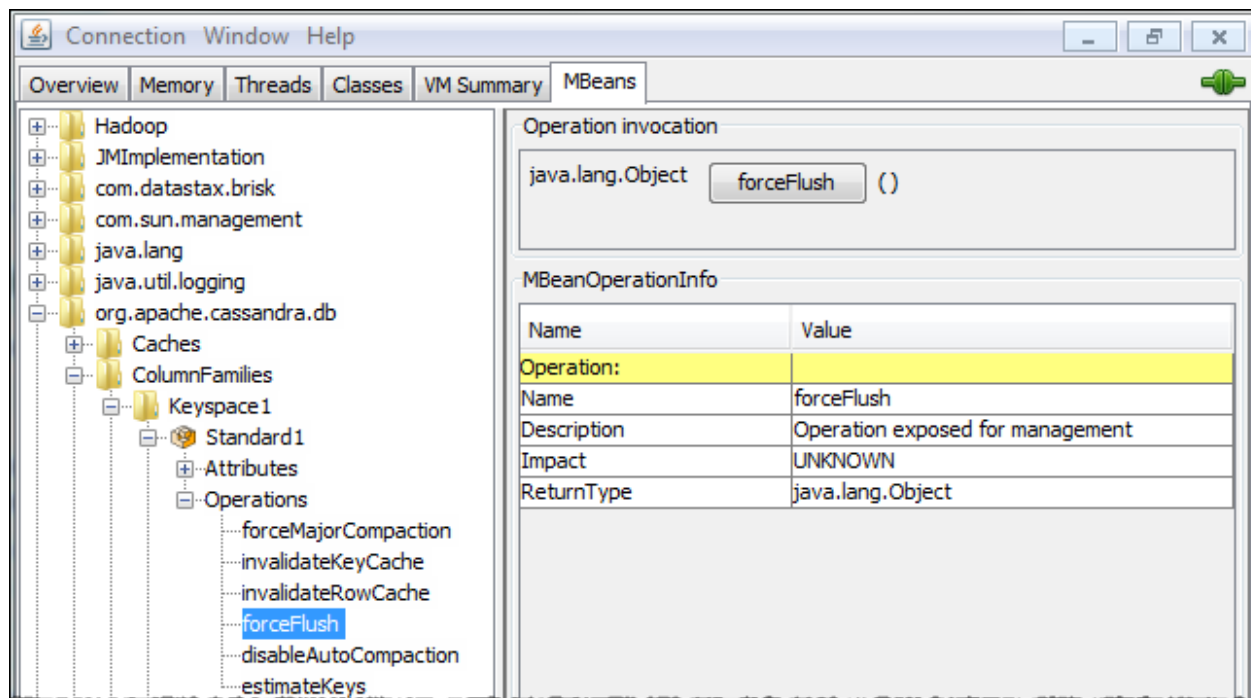 Connection Window Help
Overview Memory Threads Classes VM Summary MBeans
Hadoop
JMImplementation
com.datastax.brisk
com.sun.management
java.lang
java.util.logging
org.apache.cassandra.db
Caches
ColumnFamilies
Keyspace1
Standard1
Attributes
Operations
forceMajorCompaction
invalidateKeyCache
invalidateRowCache
forceFlush
disableAutoCompaction
estimateKeys
Operation invocation
java.lang.Object forceFlush ()
MBeanOperationInfo
Name Value
Operation:
Name forceFlush
Description Operation exposed for management
Impact UNKNOWN
ReturnType java.lang.Object